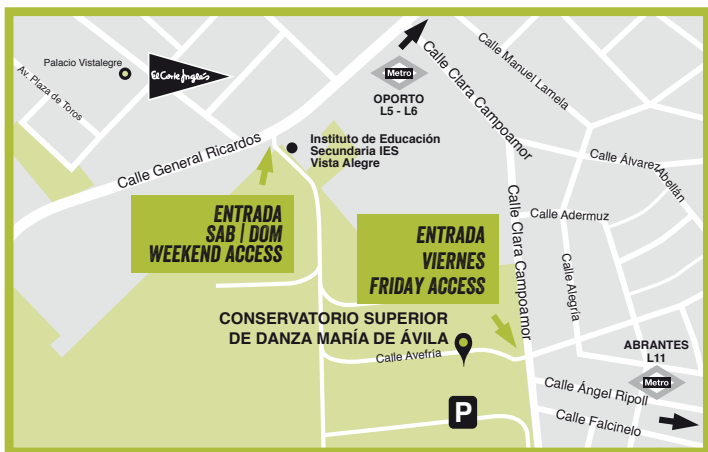 Palacio Vistalegre
El Corte Inglés
Av. Plaza de Toros
Metro
OPORTO
L5 - L6
Calle Manuel Lamela
Calle Clara Campoamor
Instituto de Educación
Secundaria IES
Vista Alegre
Calle General Ricardos
Calle Álvarez Abellán
ENTRADA
SAB | DOM
WEEKEND ACCESS
ENTRADA
VIERNES
FRIDAY ACCESS
Calle Clara Campoamor
Calle Adermuz
Calle Alegría
CONSERVATORIO SUPERIOR
DE DANZA MARÍA DE ÁVILA
Calle Avefría
ABRANTES
L11
Metro
Calle Ángel Ripoll
P
Calle Falcinelo